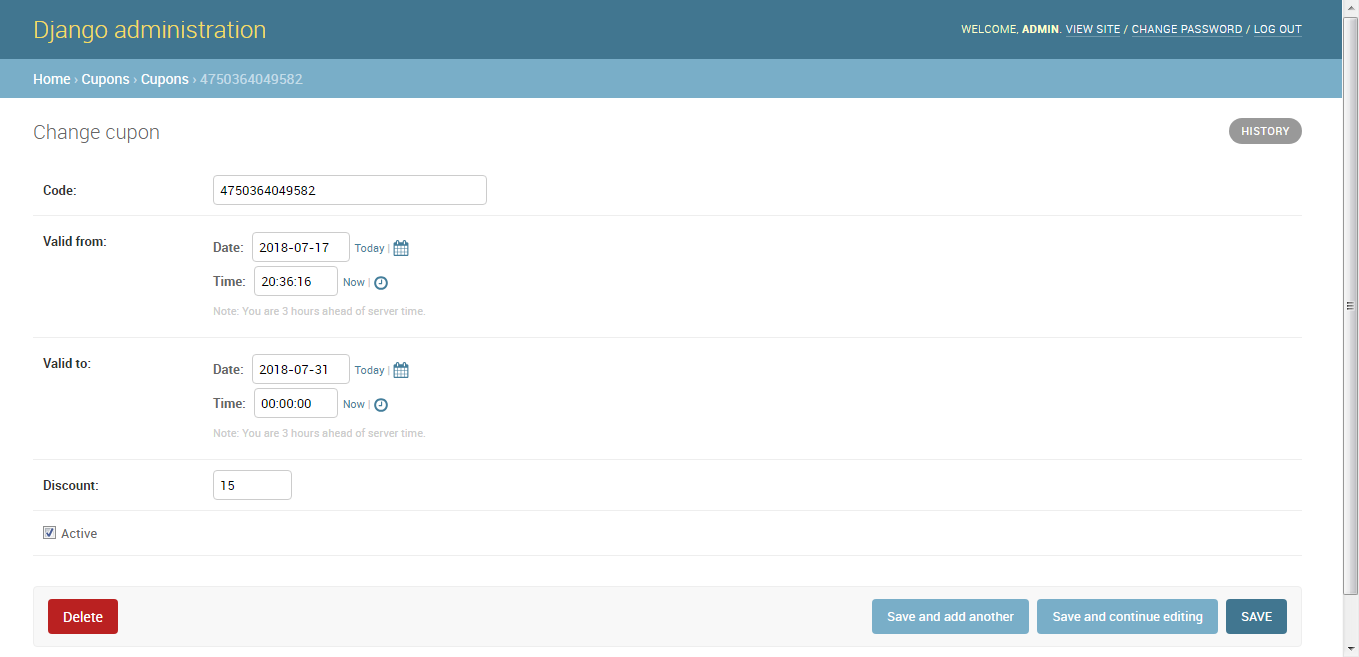 Django administration
WELCOME, ADMIN. VIEW SITE / CHANGE PASSWORD / LOG OUT
Home › Cupons › Cupons › 4750364049582
Change cupon
HISTORY
Code: 4750364049582
Valid from:
Date: 2018-07-17 Today |
Time: 20:36:16 Now |
Note: You are 3 hours ahead of server time.
Valid to:
Date: 2018-07-31 Today |
Time: 00:00:00 Now |
Note: You are 3 hours ahead of server time.
Discount: 15
Active
Delete Save and add another Save and continue editing SAVE